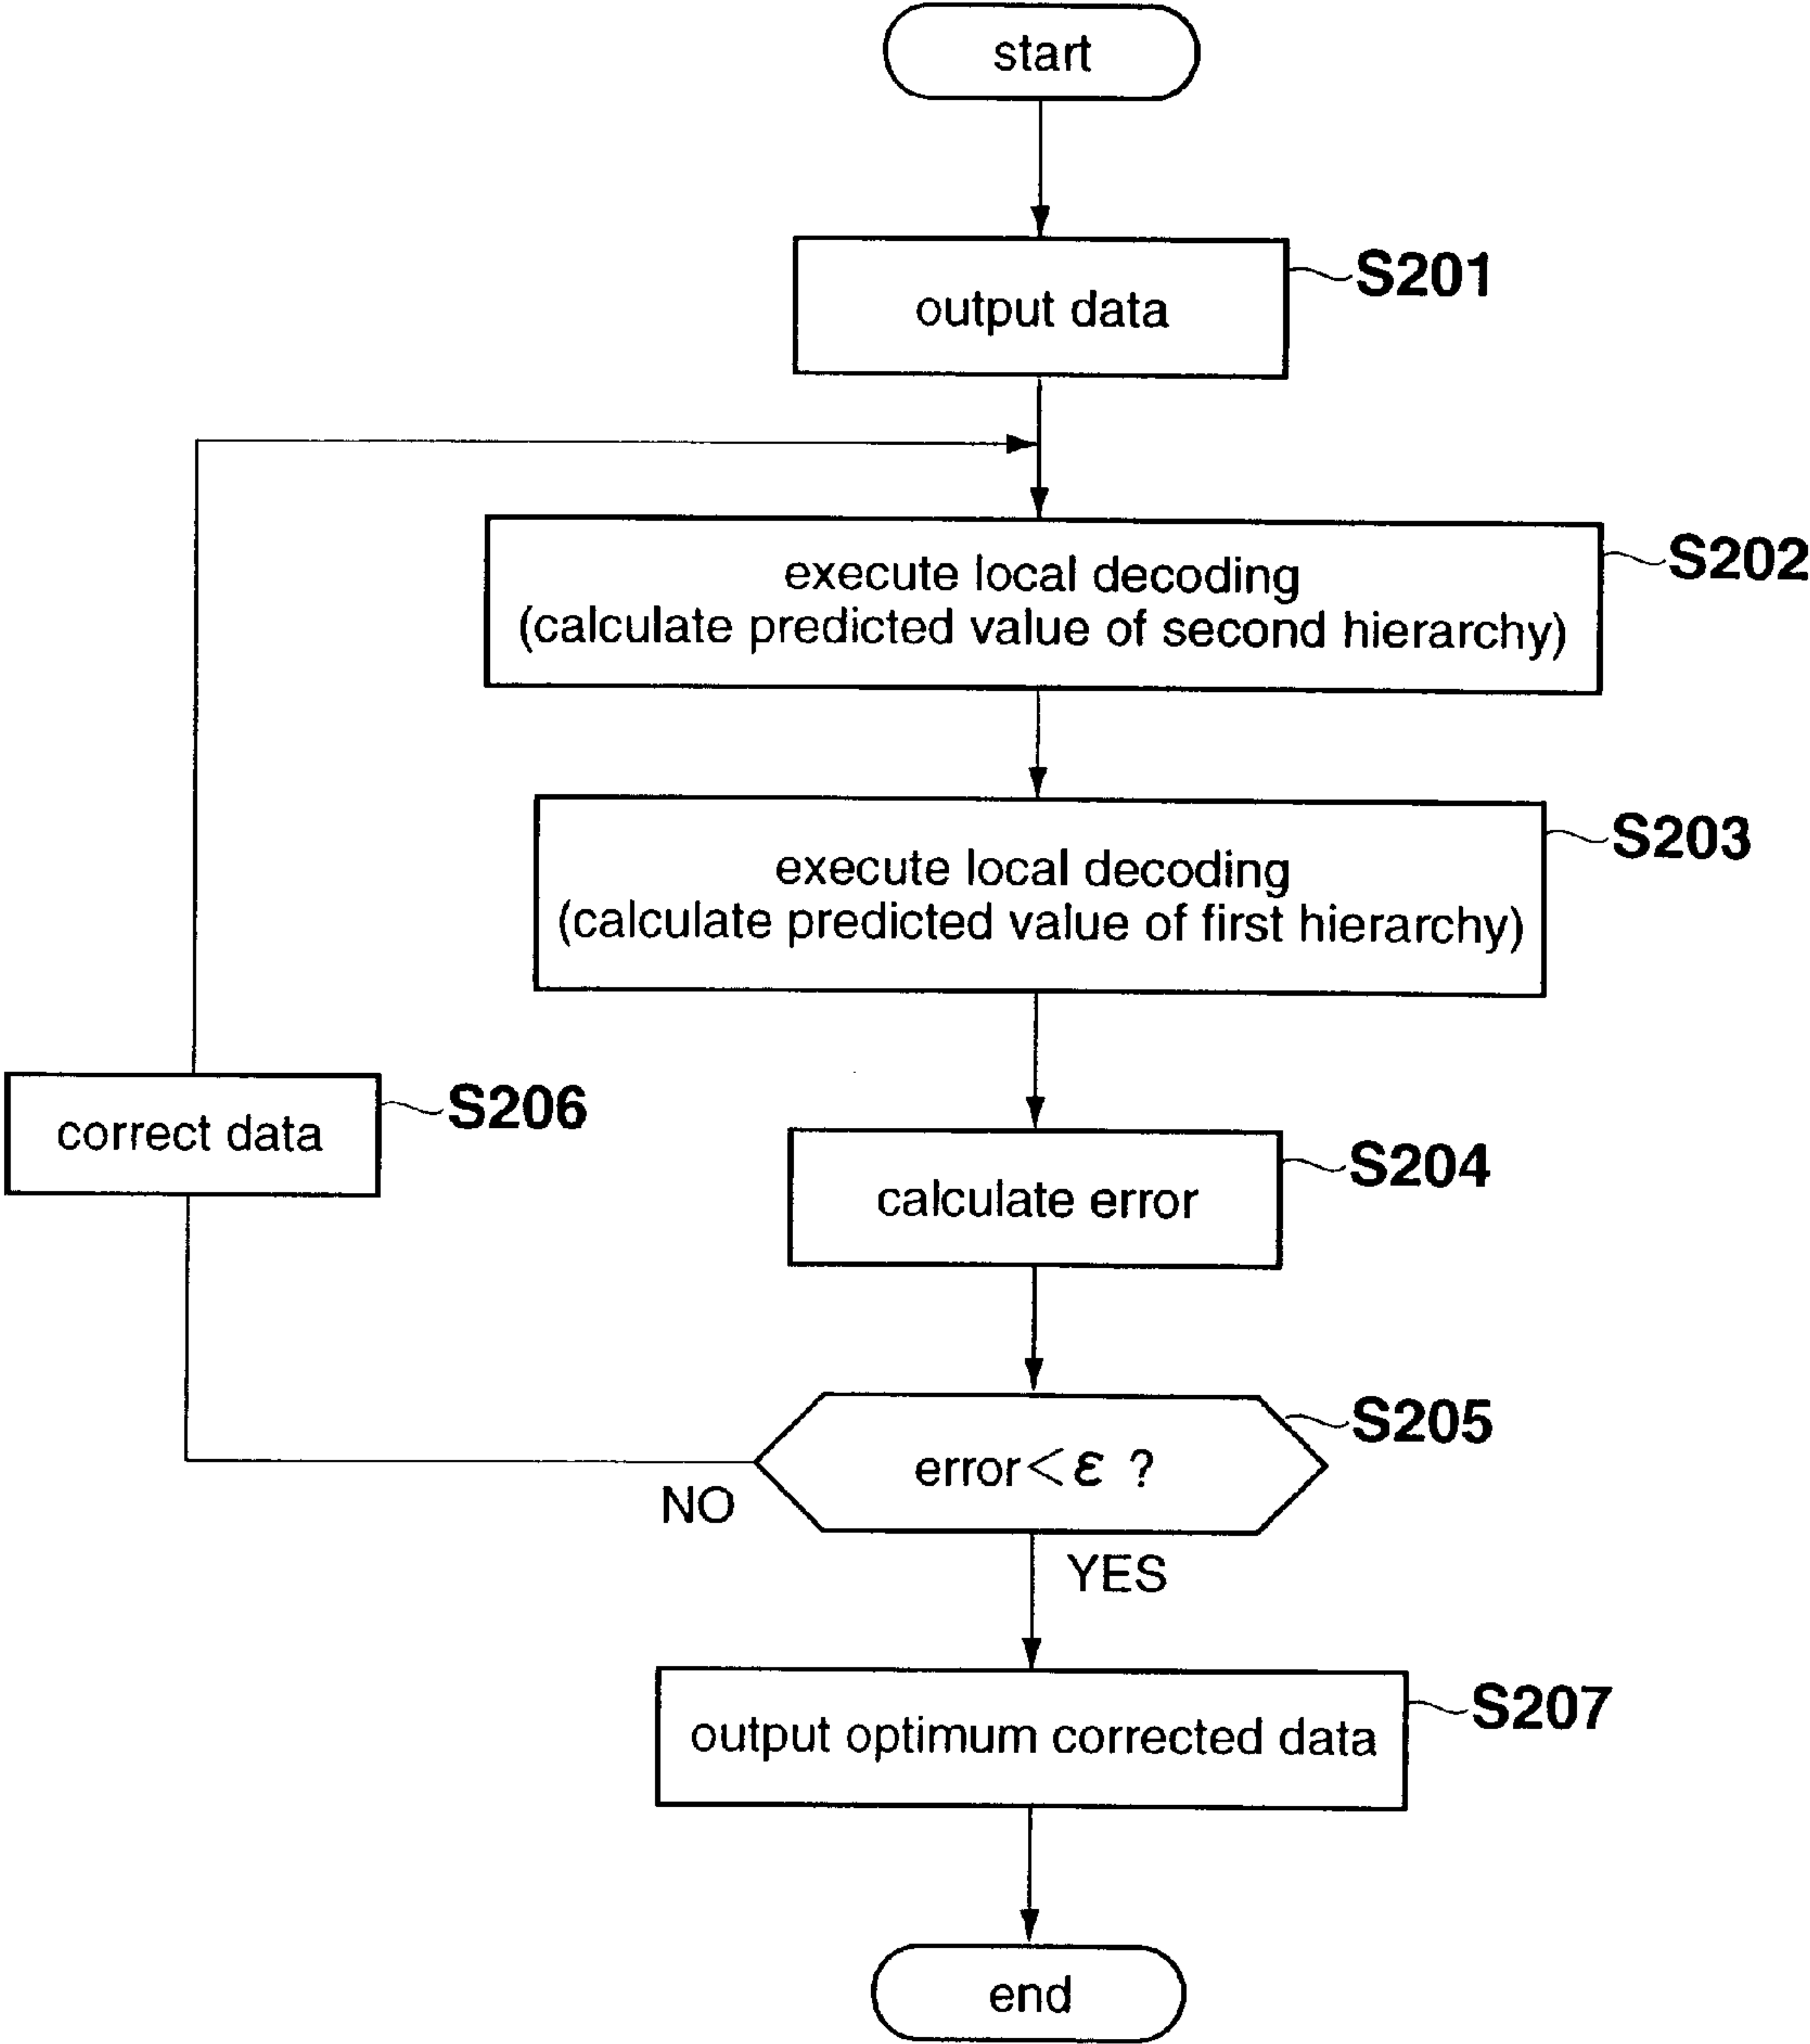 start
output data
S201
execute local decoding
(calculate predicted value of second hierarchy)
S202
execute local decoding
(calculate predicted value of first hierarchy)
S203
correct data
S206
calculate error
S204
error<ε ?
S205
NO
YES
output optimum corrected data
S207
end